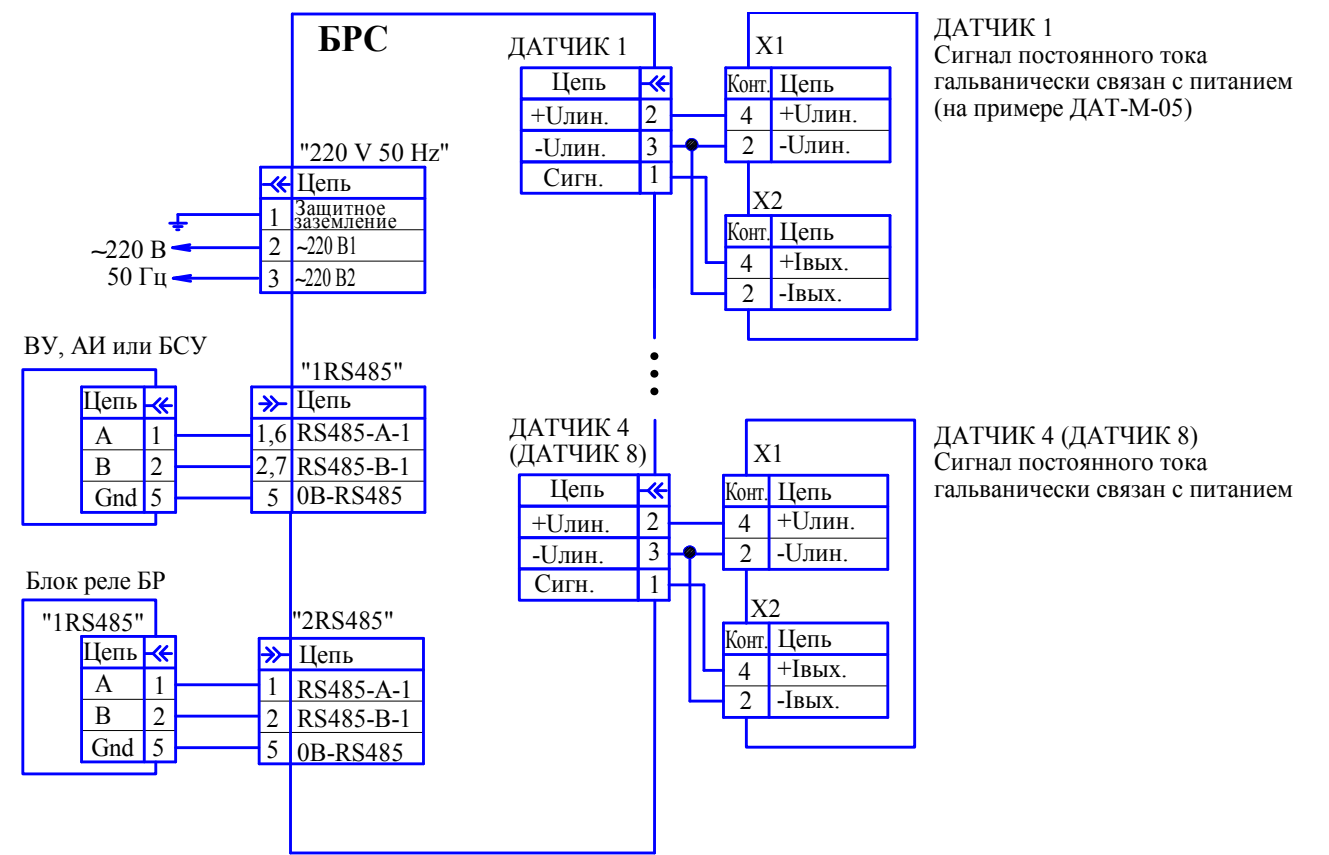 БРС
"220 V 50 Hz"
Цепь
1 Защитное
заземление
2 ~220 В1
3 ~220 В2
~220 В
50 Гц
ВУ, АИ или БСУ
Цепь
A 1
B 2
Gnd 5
"1RS485"
Цепь
1,6 RS485-A-1
2,7 RS485-B-1
5 0В-RS485
Блок реле БР
"1RS485"
Цепь
A 1
B 2
Gnd 5
"2RS485"
Цепь
1 RS485-A-1
2 RS485-B-1
5 0В-RS485
ДАТЧИК 1
Цепь
+Uлин. 2
-Uлин. 3
Сигн. 1
X1
Конт. Цепь
4 +Uлин.
2 -Uлин.
X2
Конт. Цепь
4 +Iвых.
2 -Iвых.
ДАТЧИК 1
Сигнал постоянного тока
гальванически связан с питанием
(на примере ДАТ-М-05)
ДАТЧИК 4
(ДАТЧИК 8)
Цепь
+Uлин. 2
-Uлин. 3
Сигн. 1
X1
Конт. Цепь
4 +Uлин.
2 -Uлин.
X2
Конт. Цепь
4 +Iвых.
2 -Iвых.
ДАТЧИК 4 (ДАТЧИК 8)
Сигнал постоянного тока
гальванически связан с питанием